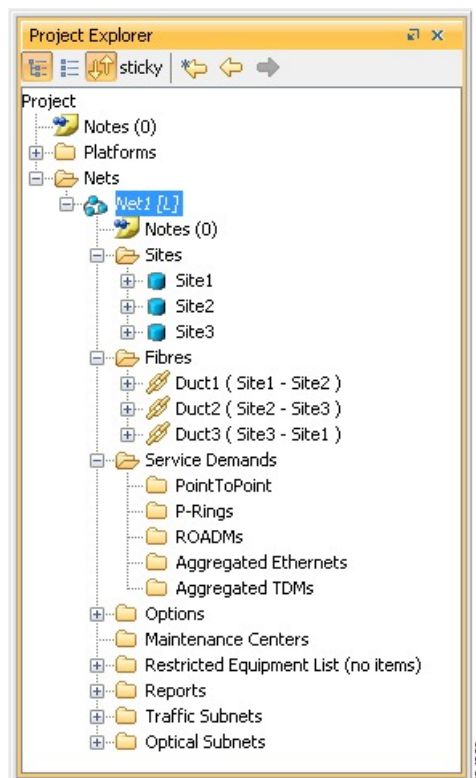 Project Explorer
sticky
Project
Notes (0)
Platforms
Nets
Net1 [L]
Notes (0)
Sites
Site1
Site2
Site3
Fibres
Duct1 ( Site1 - Site2 )
Duct2 ( Site2 - Site3 )
Duct3 ( Site3 - Site1 )
Service Demands
PointToPoint
P-Rings
ROADMs
Aggregated Ethernets
Aggregated TDMs
Options
Maintenance Centers
Restricted Equipment List (no items)
Reports
Traffic Subnets
Optical Subnets